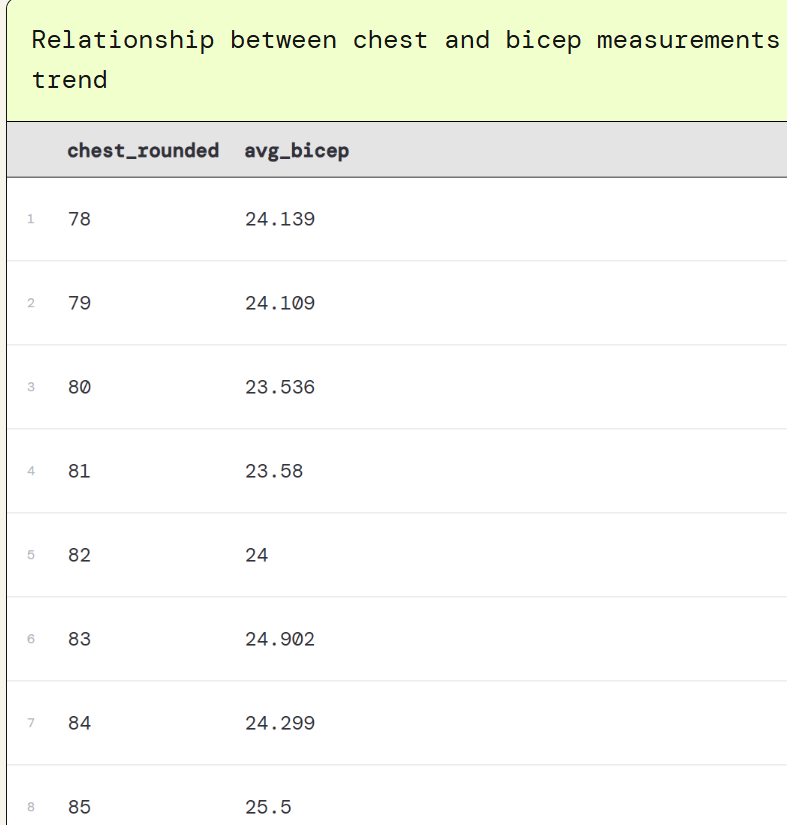 Relationship between chest and bicep measurements
trend
chest_rounded avg_bicep
1 78 24.139
2 79 24.109
3 80 23.536
4 81 23.58
5 82 24
6 83 24.902
7 84 24.299
8 85 25.5